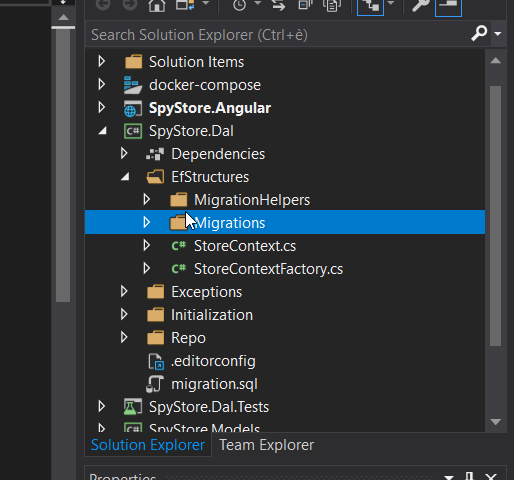 Search Solution Explorer (Ctrl+è)
Solution Items
docker-compose
SpyStore.Angular
C# SpyStore.Dal
Dependencies
EfStructures
MigrationHelpers
Migrations
C# StoreContext.cs
C# StoreContextFactory.cs
Exceptions
Initialization
Repo
.editorconfig
migration.sql
SpyStore.Dal.Tests
C# SpyStore.Models
Solution Explorer Team Explorer
Properties